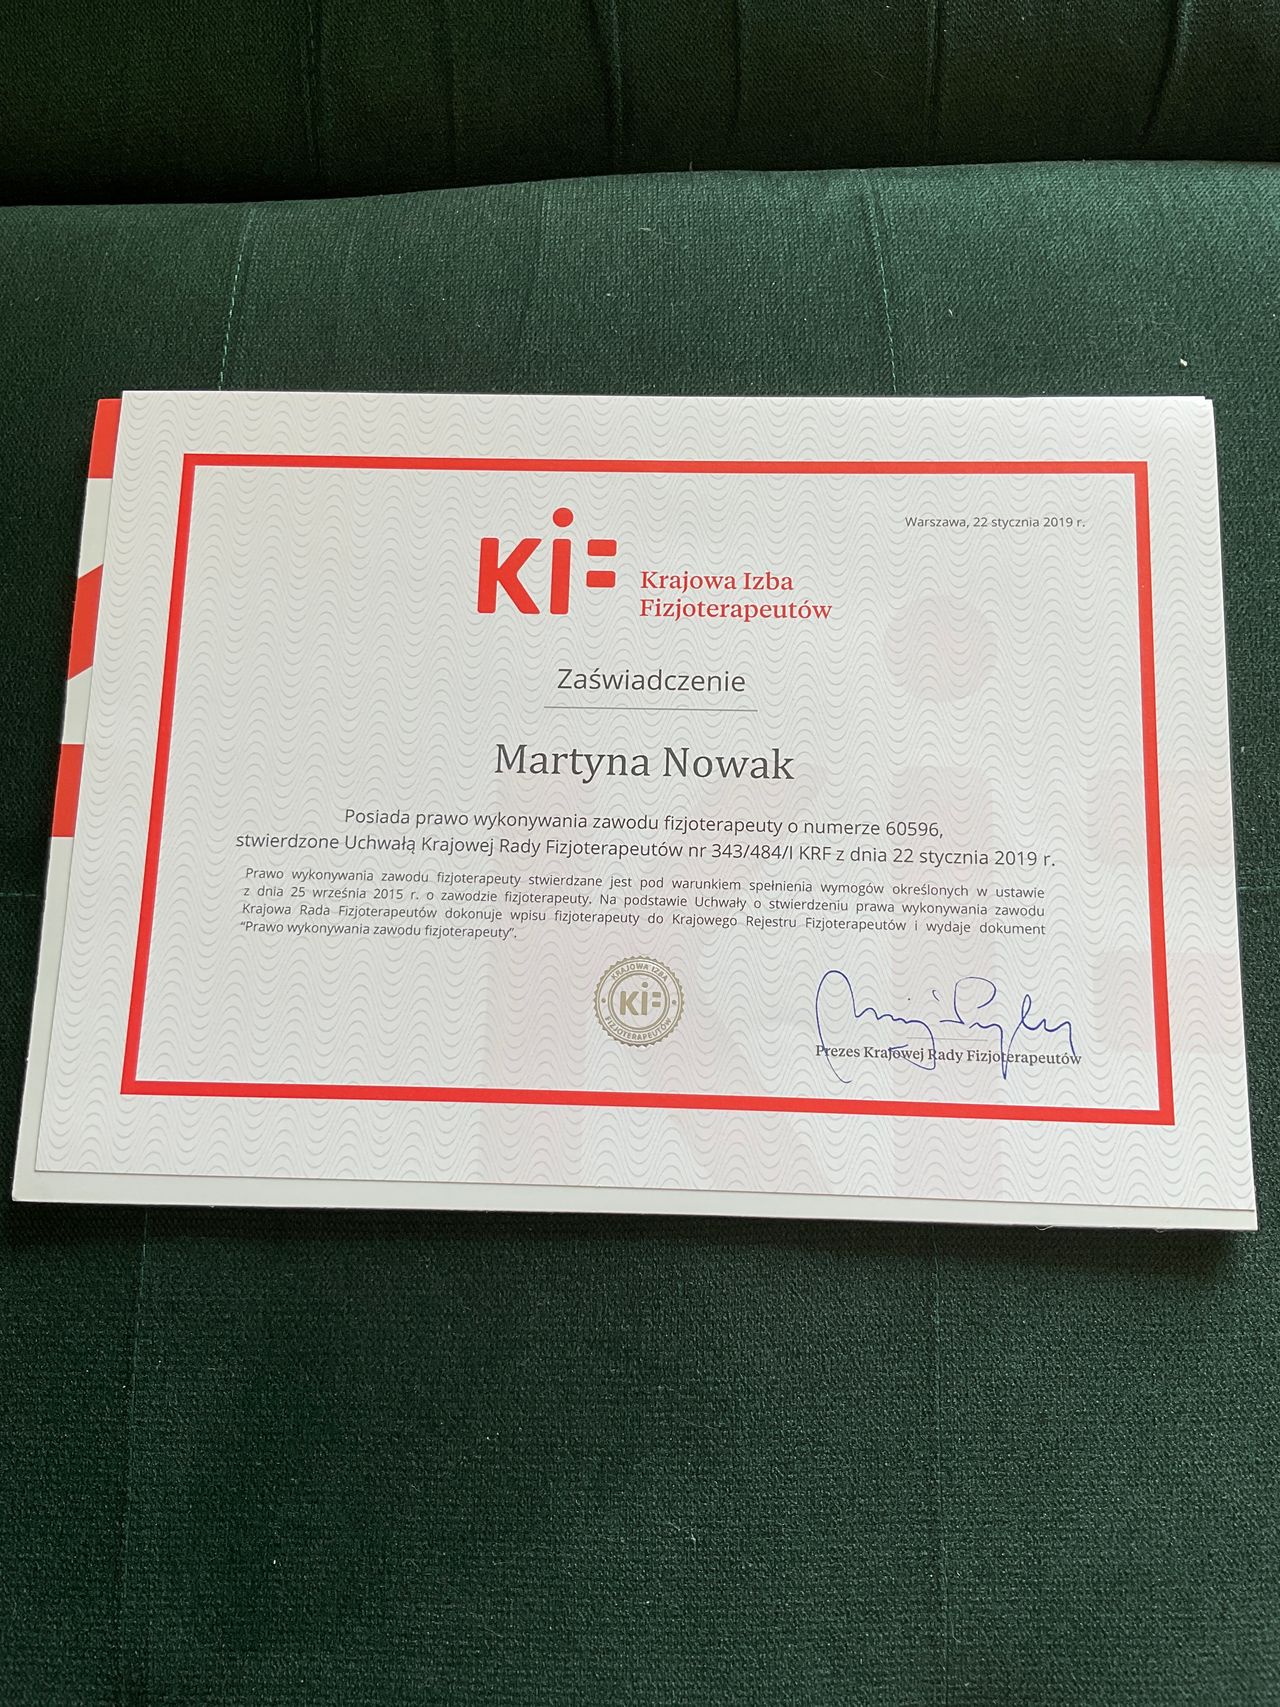 Warszawa, 22 stycznia 2019 r.
KIF
Krajowa Izba
Fizjoterapeutów
Zaświadczenie
Martyna Nowak
Posiada prawo wykonywania zawodu fizjoterapeuty o numerze 60596,
stwierdzone Uchwałą Krajowej Rady Fizjoterapeutów nr 343/484/I KRF z dnia 22 stycznia 2019 r.
Prawo wykonywania zawodu fizjoterapeuty stwierdzane jest pod warunkiem spełnienia wymogów określonych w ustawie
z dnia 25 września 2015 r. o zawodzie fizjoterapeuty. Na podstawie Uchwały o stwierdzeniu prawa wykonywania zawodu
Krajowa Rada Fizjoterapeutów dokonuje wpisu fizjoterapeuty do Krajowego Rejestru Fizjoterapeutów i wydaje dokument
"Prawo wykonywania zawodu fizjoterapeuty".
KRAJOWA IZBA
KIF
FIZJOTERAPEUTÓW
Prezes Krajowej Rady Fizjoterapeutów